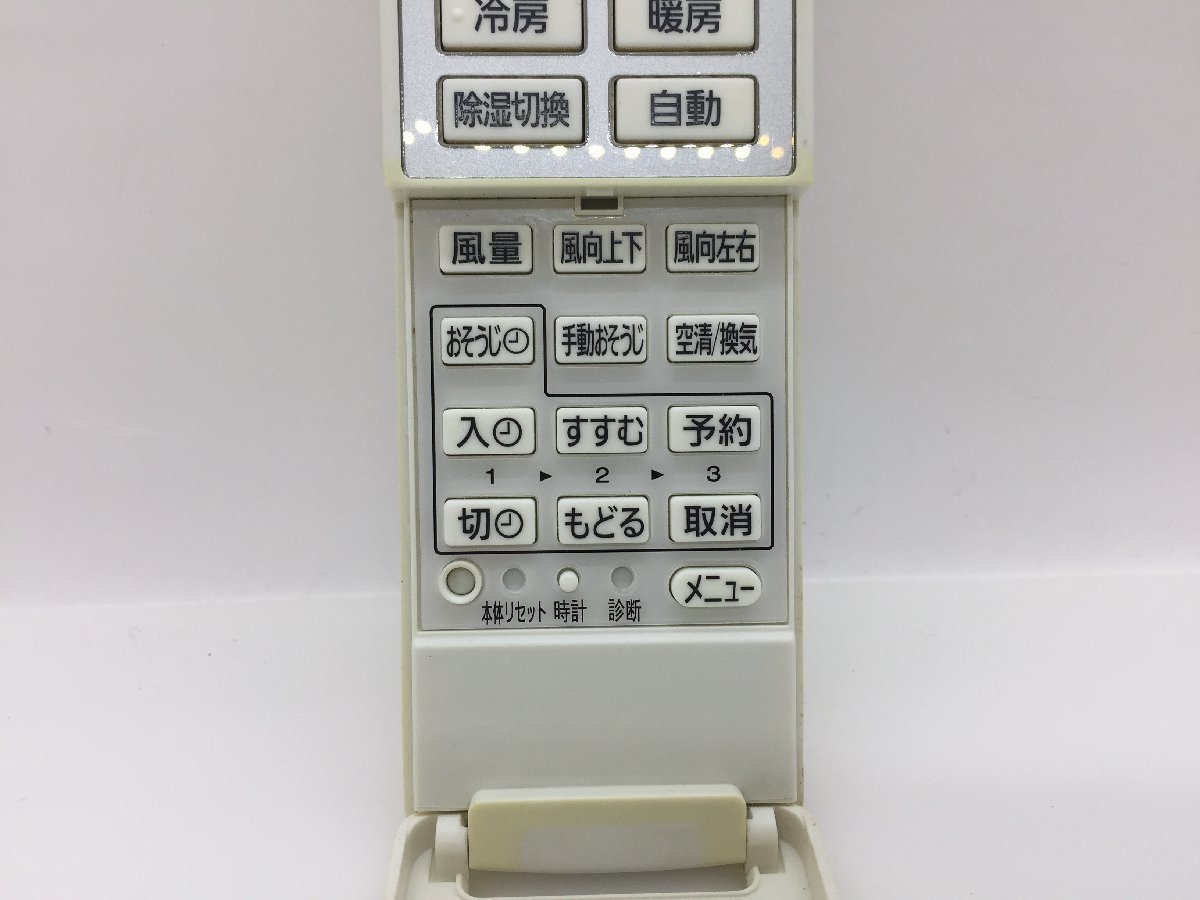 冷房 暖房
除湿切換 自動
風量 風向上下 風向左右
おそうじ 手動おそうじ 空清/換気
入 すすむ 予約
1 ▶ 2 ▶ 3
切 もどる 取消
メニュー
本体リセット 時計 診断